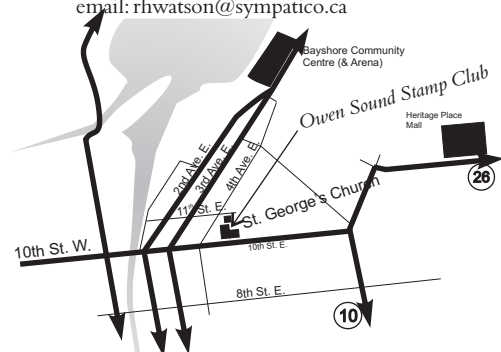 email: rhwatson@sympatico.ca
Bayshore Community
Centre (& Arena)
Owen Sound Stamp Club
Heritage Place
Mall
2nd Ave. E.
3rd Ave. E.
4th Ave. E.
26
11th St. E.
St. George's Church
10th St. W.
10th St. E.
8th St. E.
10